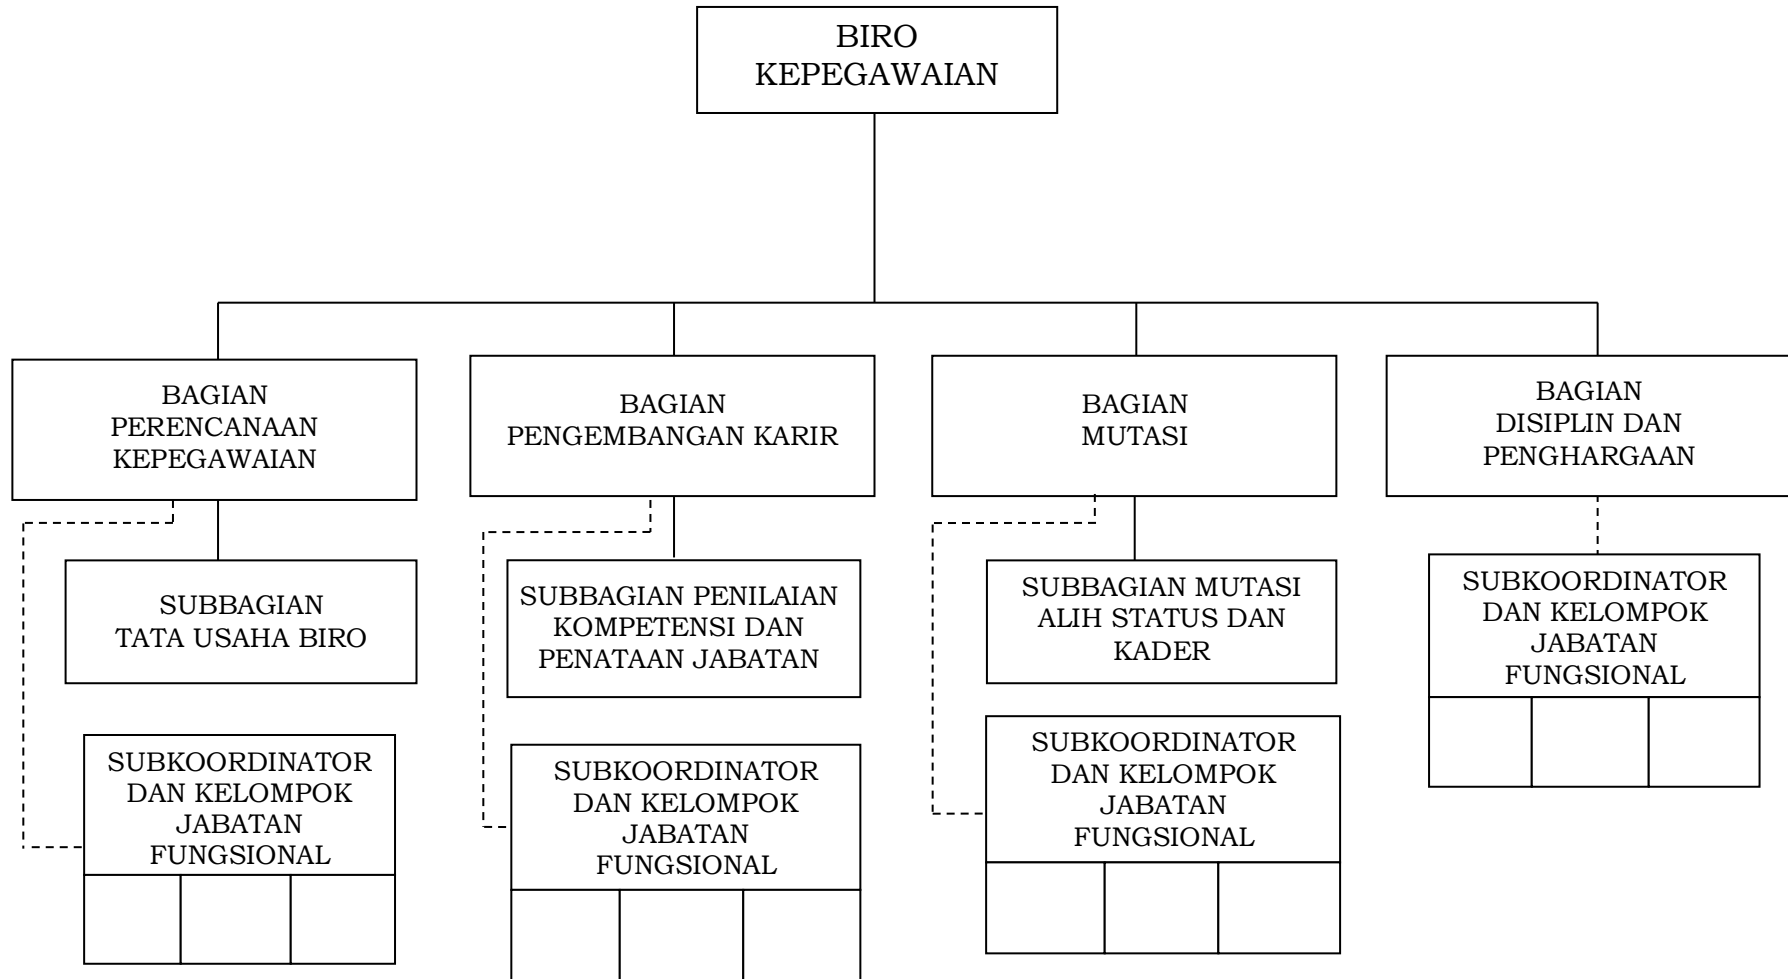 BIRO
KEPEGAWAIAN
BAGIAN
PERENCANAAN
KEPEGAWAIAN
BAGIAN
PENGEMBANGAN KARIR
BAGIAN
MUTASI
BAGIAN
DISIPLIN DAN
PENGHARGAAN
SUBBAGIAN
TATA USAHA BIRO
SUBBAGIAN PENILAIAN
KOMPETENSI DAN
PENATAAN JABATAN
SUBBAGIAN MUTASI
ALIH STATUS DAN
KADER
SUBKOORDINATOR
DAN KELOMPOK
JABATAN
FUNGSIONAL
SUBKOORDINATOR
DAN KELOMPOK
JABATAN
FUNGSIONAL
SUBKOORDINATOR
DAN KELOMPOK
JABATAN
FUNGSIONAL
SUBKOORDINATOR
DAN KELOMPOK
JABATAN
FUNGSIONAL